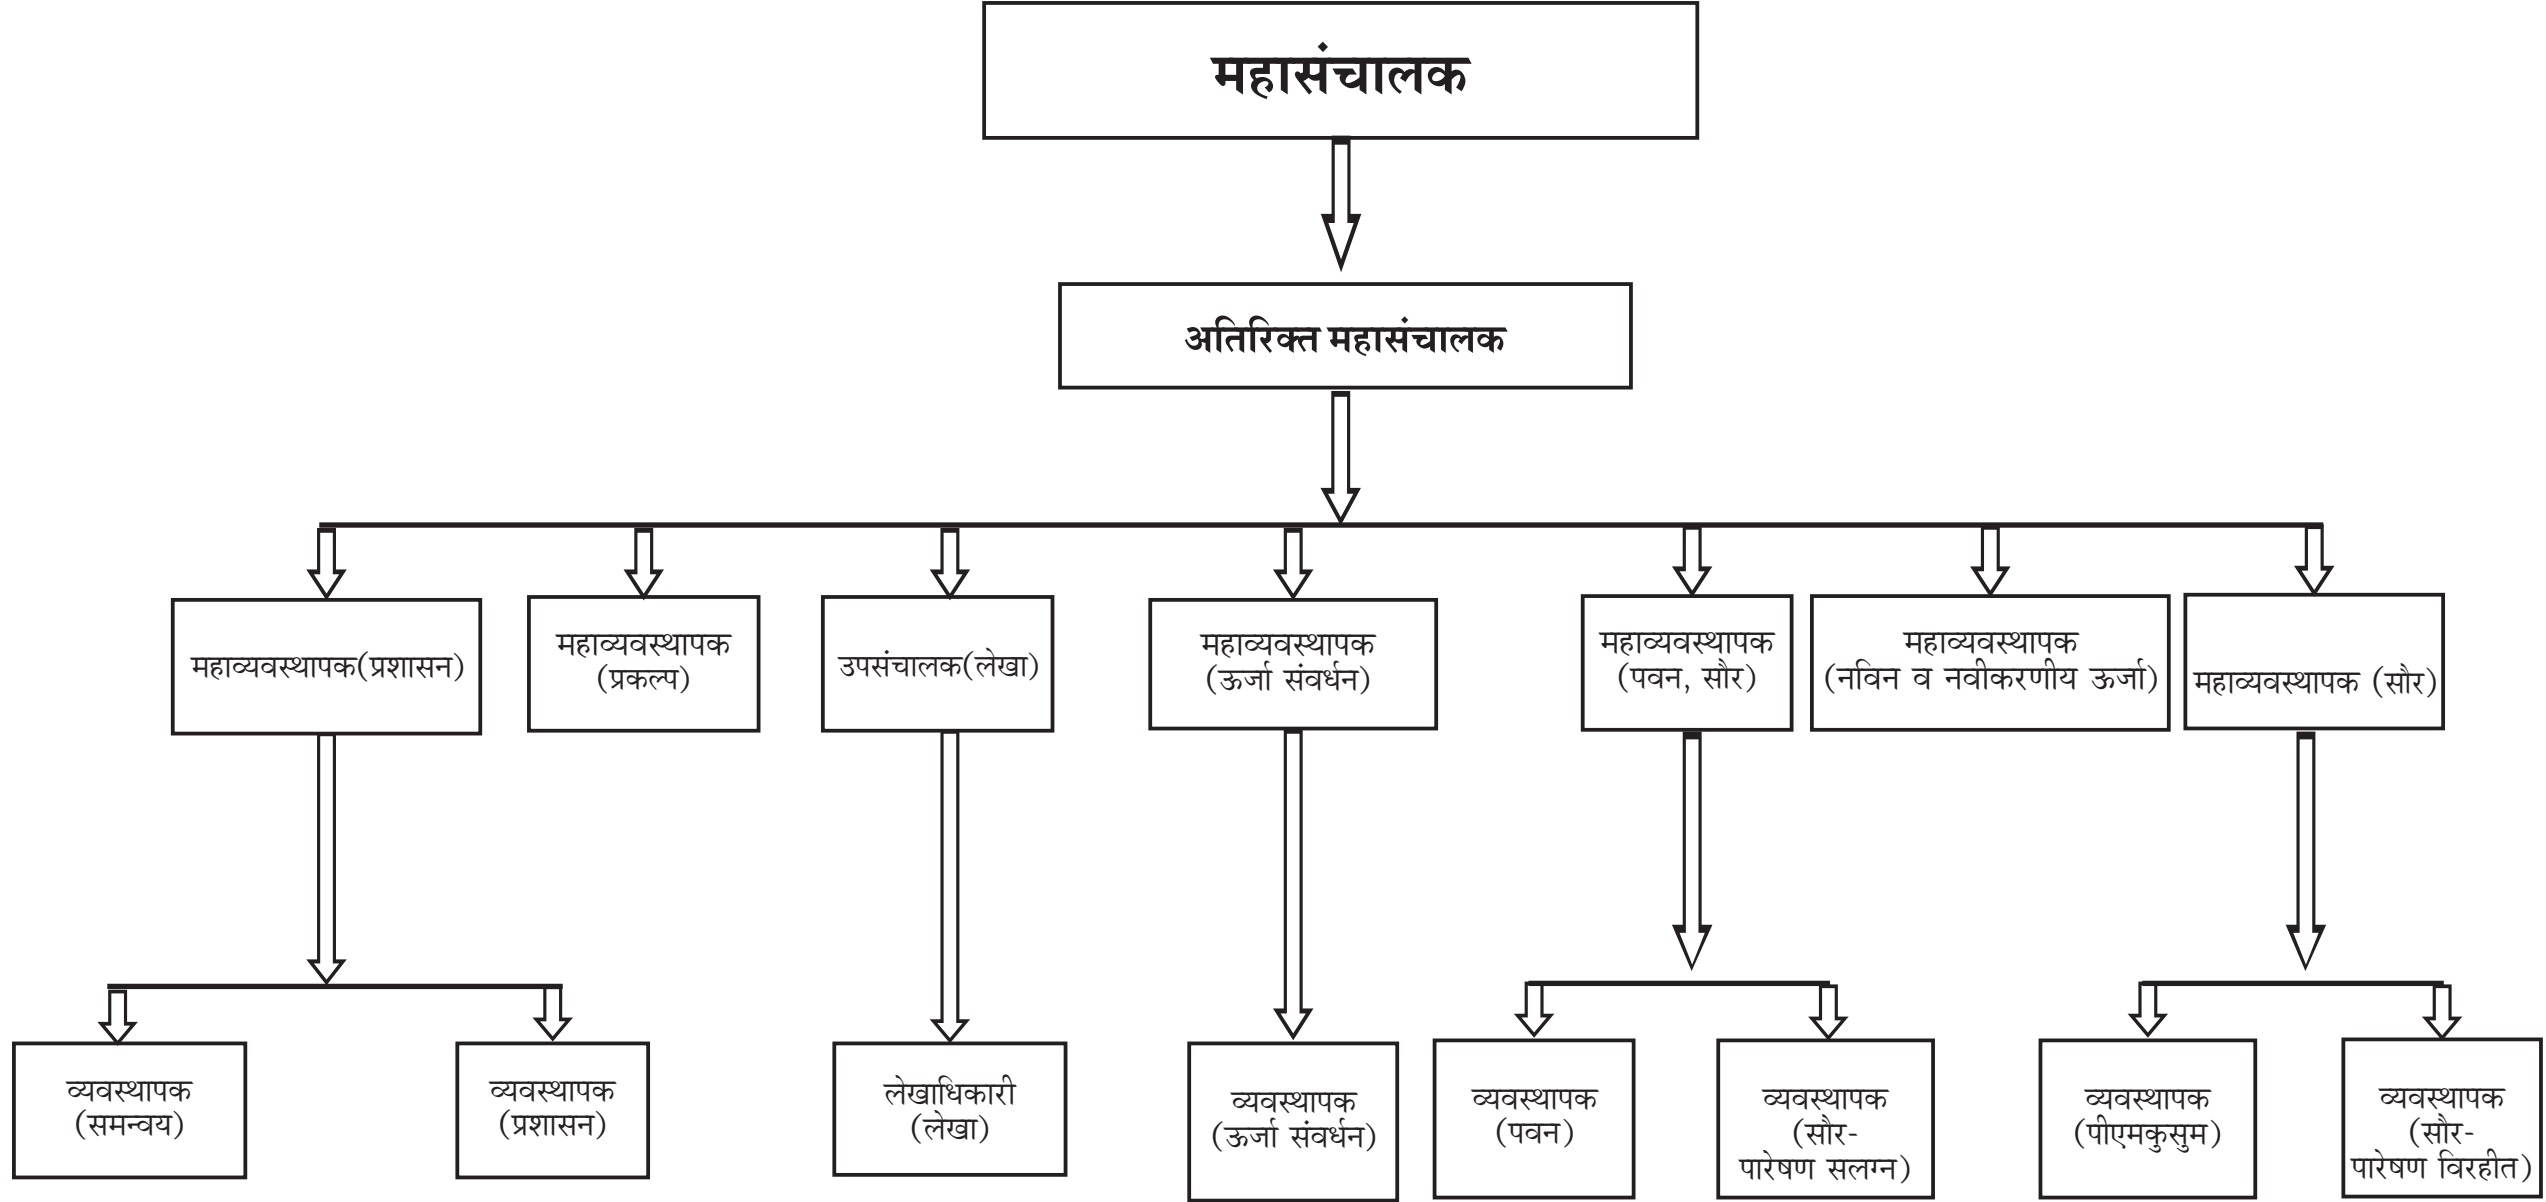 महासंचालक
अतिरिक्त महासंचालक
महाव्यवस्थापक(प्रशासन)
महाव्यवस्थापक
(प्रकल्प)
उपसंचालक(लेखा)
महाव्यवस्थापक
(ऊर्जा संवर्धन)
महाव्यवस्थापक
(पवन, सौर)
महाव्यवस्थापक
(नविन व नवीकरणीय ऊर्जा)
महाव्यवस्थापक (सौर)
व्यवस्थापक
(समन्वय)
व्यवस्थापक
(प्रशासन)
लेखाधिकारी
(लेखा)
व्यवस्थापक
(ऊर्जा संवर्धन)
व्यवस्थापक
(पवन)
व्यवस्थापक
(सौर-
पारेषण सलग्न)
व्यवस्थापक
(पीएमकुसुम)
व्यवस्थापक
(सौर-
पारेषण विरहीत)